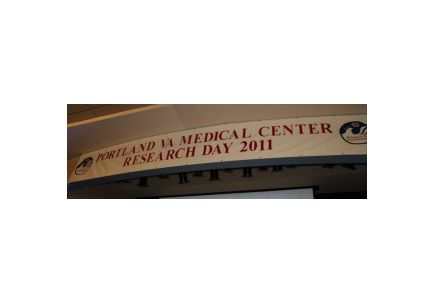 PORTLAND VA MEDICAL CENTER
RESEARCH DAY 2011